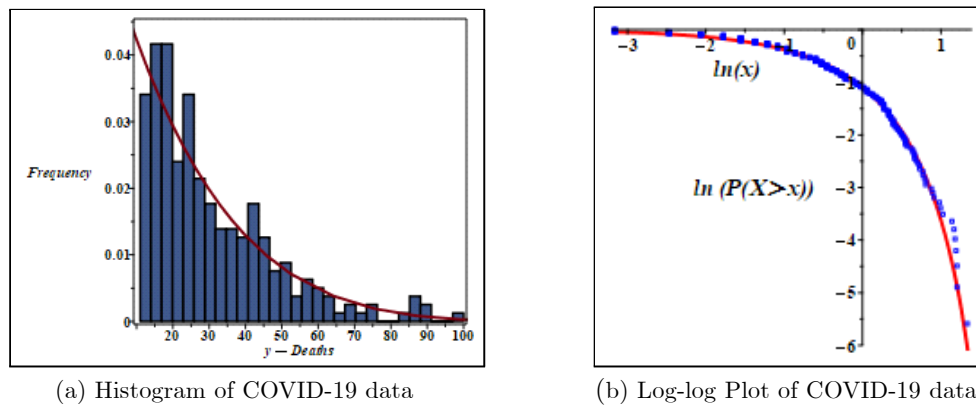 0.04
0.03
Frequency
0.02
0.01
0
20 30 40 50 60 70 80 90 100
y — Deaths
(a) Histogram of COVID-19 data
−3 −2 −1 0 1
ln(x)
−1
−2
ln (P(X>x))
−3
−4
−5
−6
(b) Log-log Plot of COVID-19 data